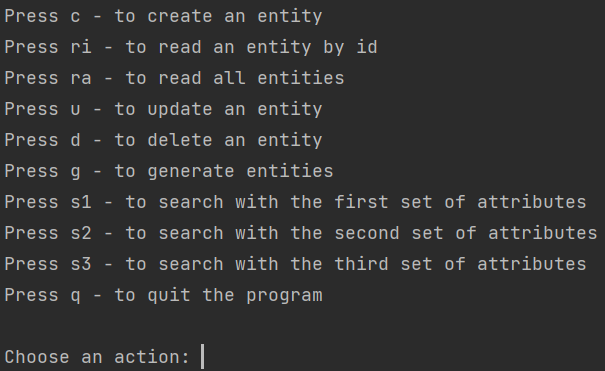 Press c - to create an entity
Press ri - to read an entity by id
Press ra - to read all entities
Press u - to update an entity
Press d - to delete an entity
Press g - to generate entities
Press s1 - to search with the first set of attributes
Press s2 - to search with the second set of attributes
Press s3 - to search with the third set of attributes
Press q - to quit the program
Choose an action: